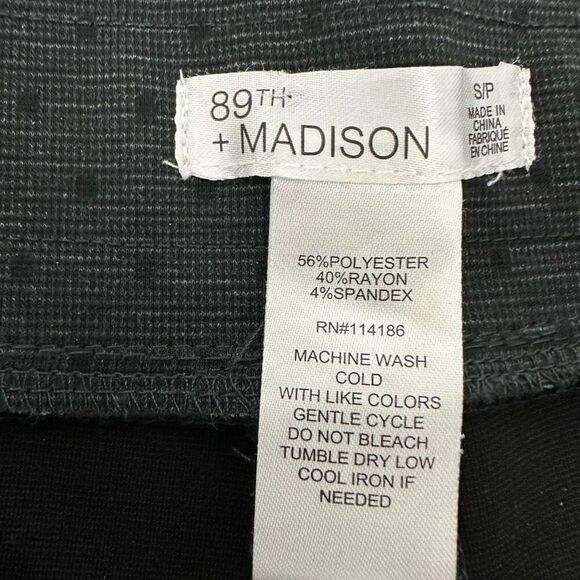 89TH
+ MADISON
S/P
MADE IN
CHINA
FABRIQUÉ
EN CHINE
56%POLYESTER
40%RAYON
4%SPANDEX
RN#114186
MACHINE WASH
COLD
WITH LIKE COLORS
GENTLE CYCLE
DO NOT BLEACH
TUMBLE DRY LOW
COOL IRON IF
NEEDED